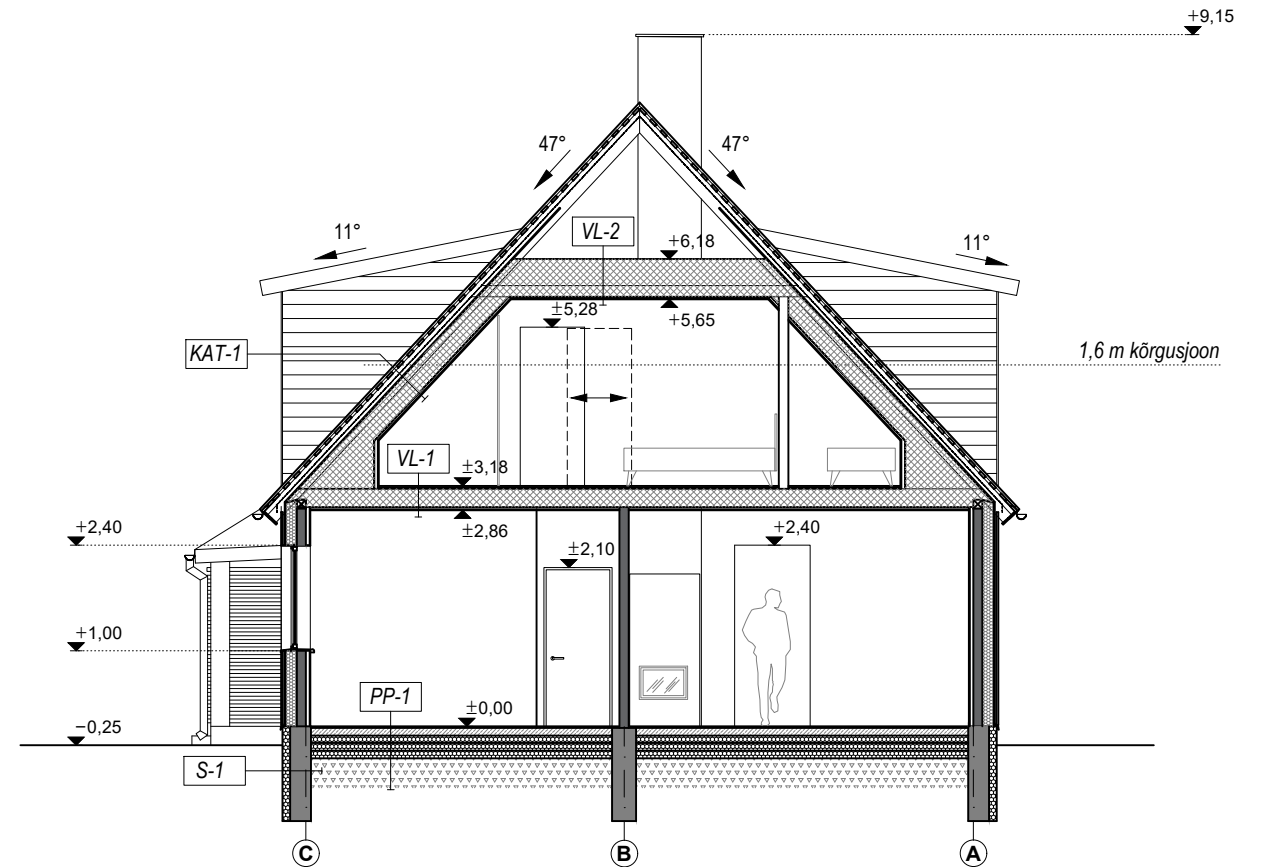 +9,15
47°
47°
11°
VL-2
+6,18
11°
±5,28
+5,65
KAT-1
1,6 m kõrgusjoon
VL-1
±3,18
+2,40
±2,86
±2,10
+2,40
+1,00
PP-1
±0,00
−0,25
S-1
C
B
A